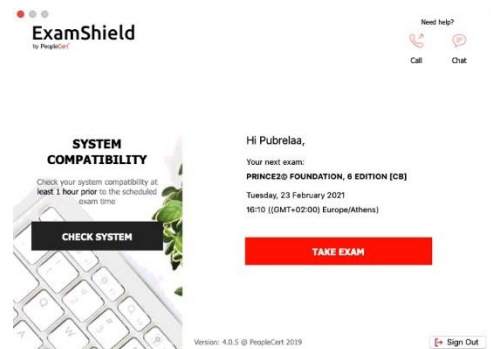 ExamShield
by PeopleCert
Need help?
Call
Chat
SYSTEM
COMPATIBILITY
Check your system compatibility at
least 1 hour prior to the scheduled
exam time
CHECK SYSTEM
Hi Pubrelaa,
Your next exam:
PRINCE2® FOUNDATION, 6 EDITION [CB]
Tuesday, 23 February 2021
16:10 ((GMT+02:00) Europe/Athens)
TAKE EXAM
Version: 4.0.5 @ PeopleCert 2019
Sign Out